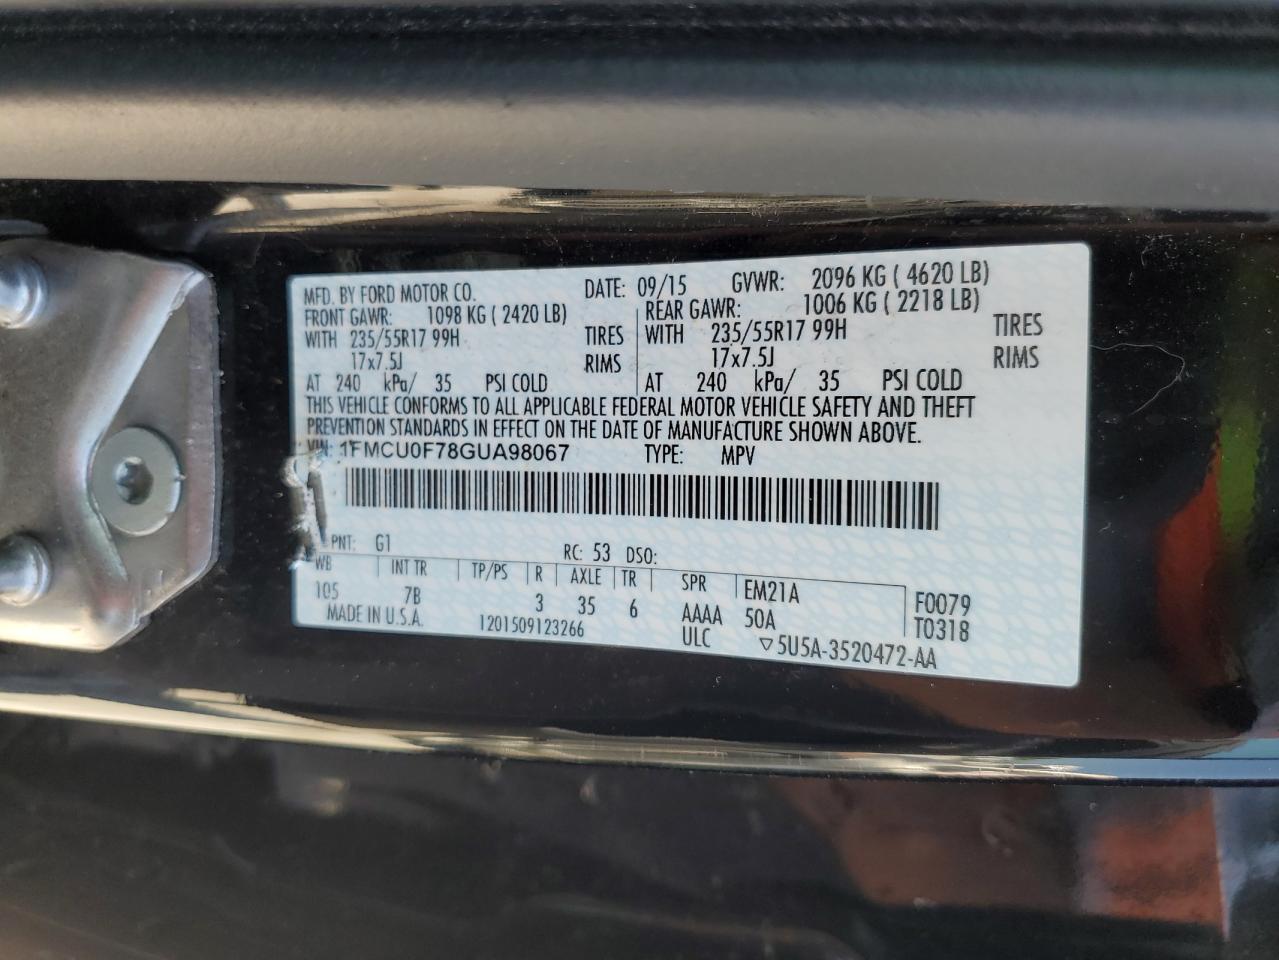 MFD. BY FORD MOTOR CO. DATE: 09/15 GVWR: 2096 KG ( 4620 LB)
FRONT GAWR: 1098 KG ( 2420 LB) REAR GAWR: 1006 KG ( 2218 LB)
WITH 235/55R17 99H TIRES WITH 235/55R17 99H TIRES
17x7.5J RIMS 17x7.5J RIMS
AT 240 kPa/ 35 PSI COLD AT 240 kPa/ 35 PSI COLD
THIS VEHICLE CONFORMS TO ALL APPLICABLE FEDERAL MOTOR VEHICLE SAFETY AND THEFT
PREVENTION STANDARDS IN EFFECT ON THE DATE OF MANUFACTURE SHOWN ABOVE.
VIN: 1FMCU0F78GUA98067 TYPE: MPV
PNT: G1 RC: 53 DSO:
WB INT TR TP/PS R AXLE TR SPR EM21A F0079
105 7B 3 35 6 AAAA 50A T0318
MADE IN U.S.A. 1201509123266 ULC ▽5U5A-3520472-AA